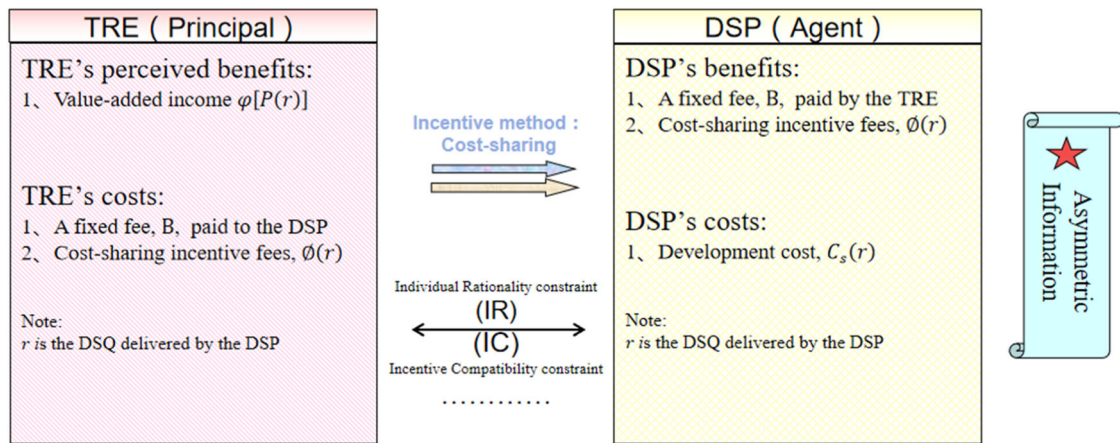 TRE ( Principal )
TRE's perceived benefits:
1、 Value-added income φ[P(r)]
TRE's costs:
1、 A fixed fee, B, paid to the DSP
2、 Cost-sharing incentive fees, Ø(r)
Note:
r is the DSQ delivered by the DSP
Incentive method :
Cost-sharing
Individual Rationality constraint
(IR)
(IC)
Incentive Compatibility constraint
............
DSP ( Agent )
DSP's benefits:
1、 A fixed fee, B, paid by the TRE
2、 Cost-sharing incentive fees, Ø(r)
DSP's costs:
1、 Development cost, Cₛ(r)
Note:
r is the DSQ delivered by the DSP
Asymmetric
Information